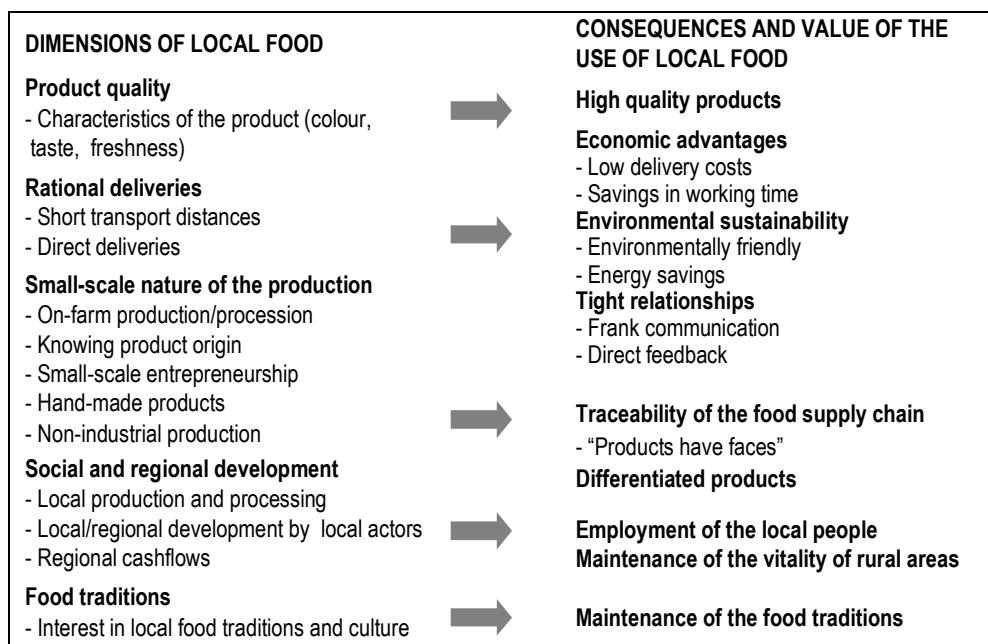 DIMENSIONS OF LOCAL FOOD
Product quality
- Characteristics of the product (colour,
taste, freshness)
Rational deliveries
- Short transport distances
- Direct deliveries
Small-scale nature of the production
- On-farm production/procession
- Knowing product origin
- Small-scale entrepreneurship
- Hand-made products
- Non-industrial production
Social and regional development
- Local production and processing
- Local/regional development by local actors
- Regional cashflows
Food traditions
- Interest in local food traditions and culture
CONSEQUENCES AND VALUE OF THE
USE OF LOCAL FOOD
High quality products
Economic advantages
- Low delivery costs
- Savings in working time
Environmental sustainability
- Environmentally friendly
- Energy savings
Tight relationships
- Frank communication
- Direct feedback
Traceability of the food supply chain
- “Products have faces”
Differentiated products
Employment of the local people
Maintenance of the vitality of rural areas
Maintenance of the food traditions